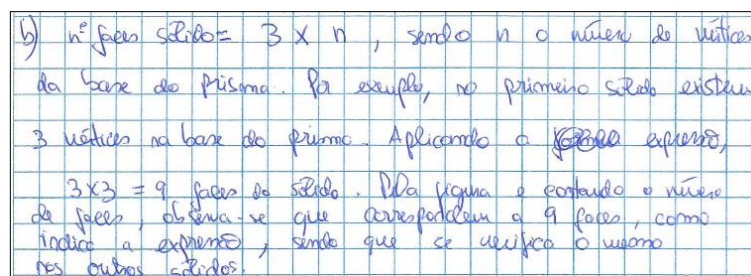 b) nº faces sólido = 3 x n, sendo n o número de vértices
da base do prisma. Por exemplo, no primeiro sólido existem
3 vértices na base do prisma. Aplicando a expressão,
3x3 = 9 faces do sólido. Da figura e contando o número
de faces, observa-se que correspondem a 9 faces, como
indica a expressão, sendo que se verifica o mesmo
nos outros sólidos.